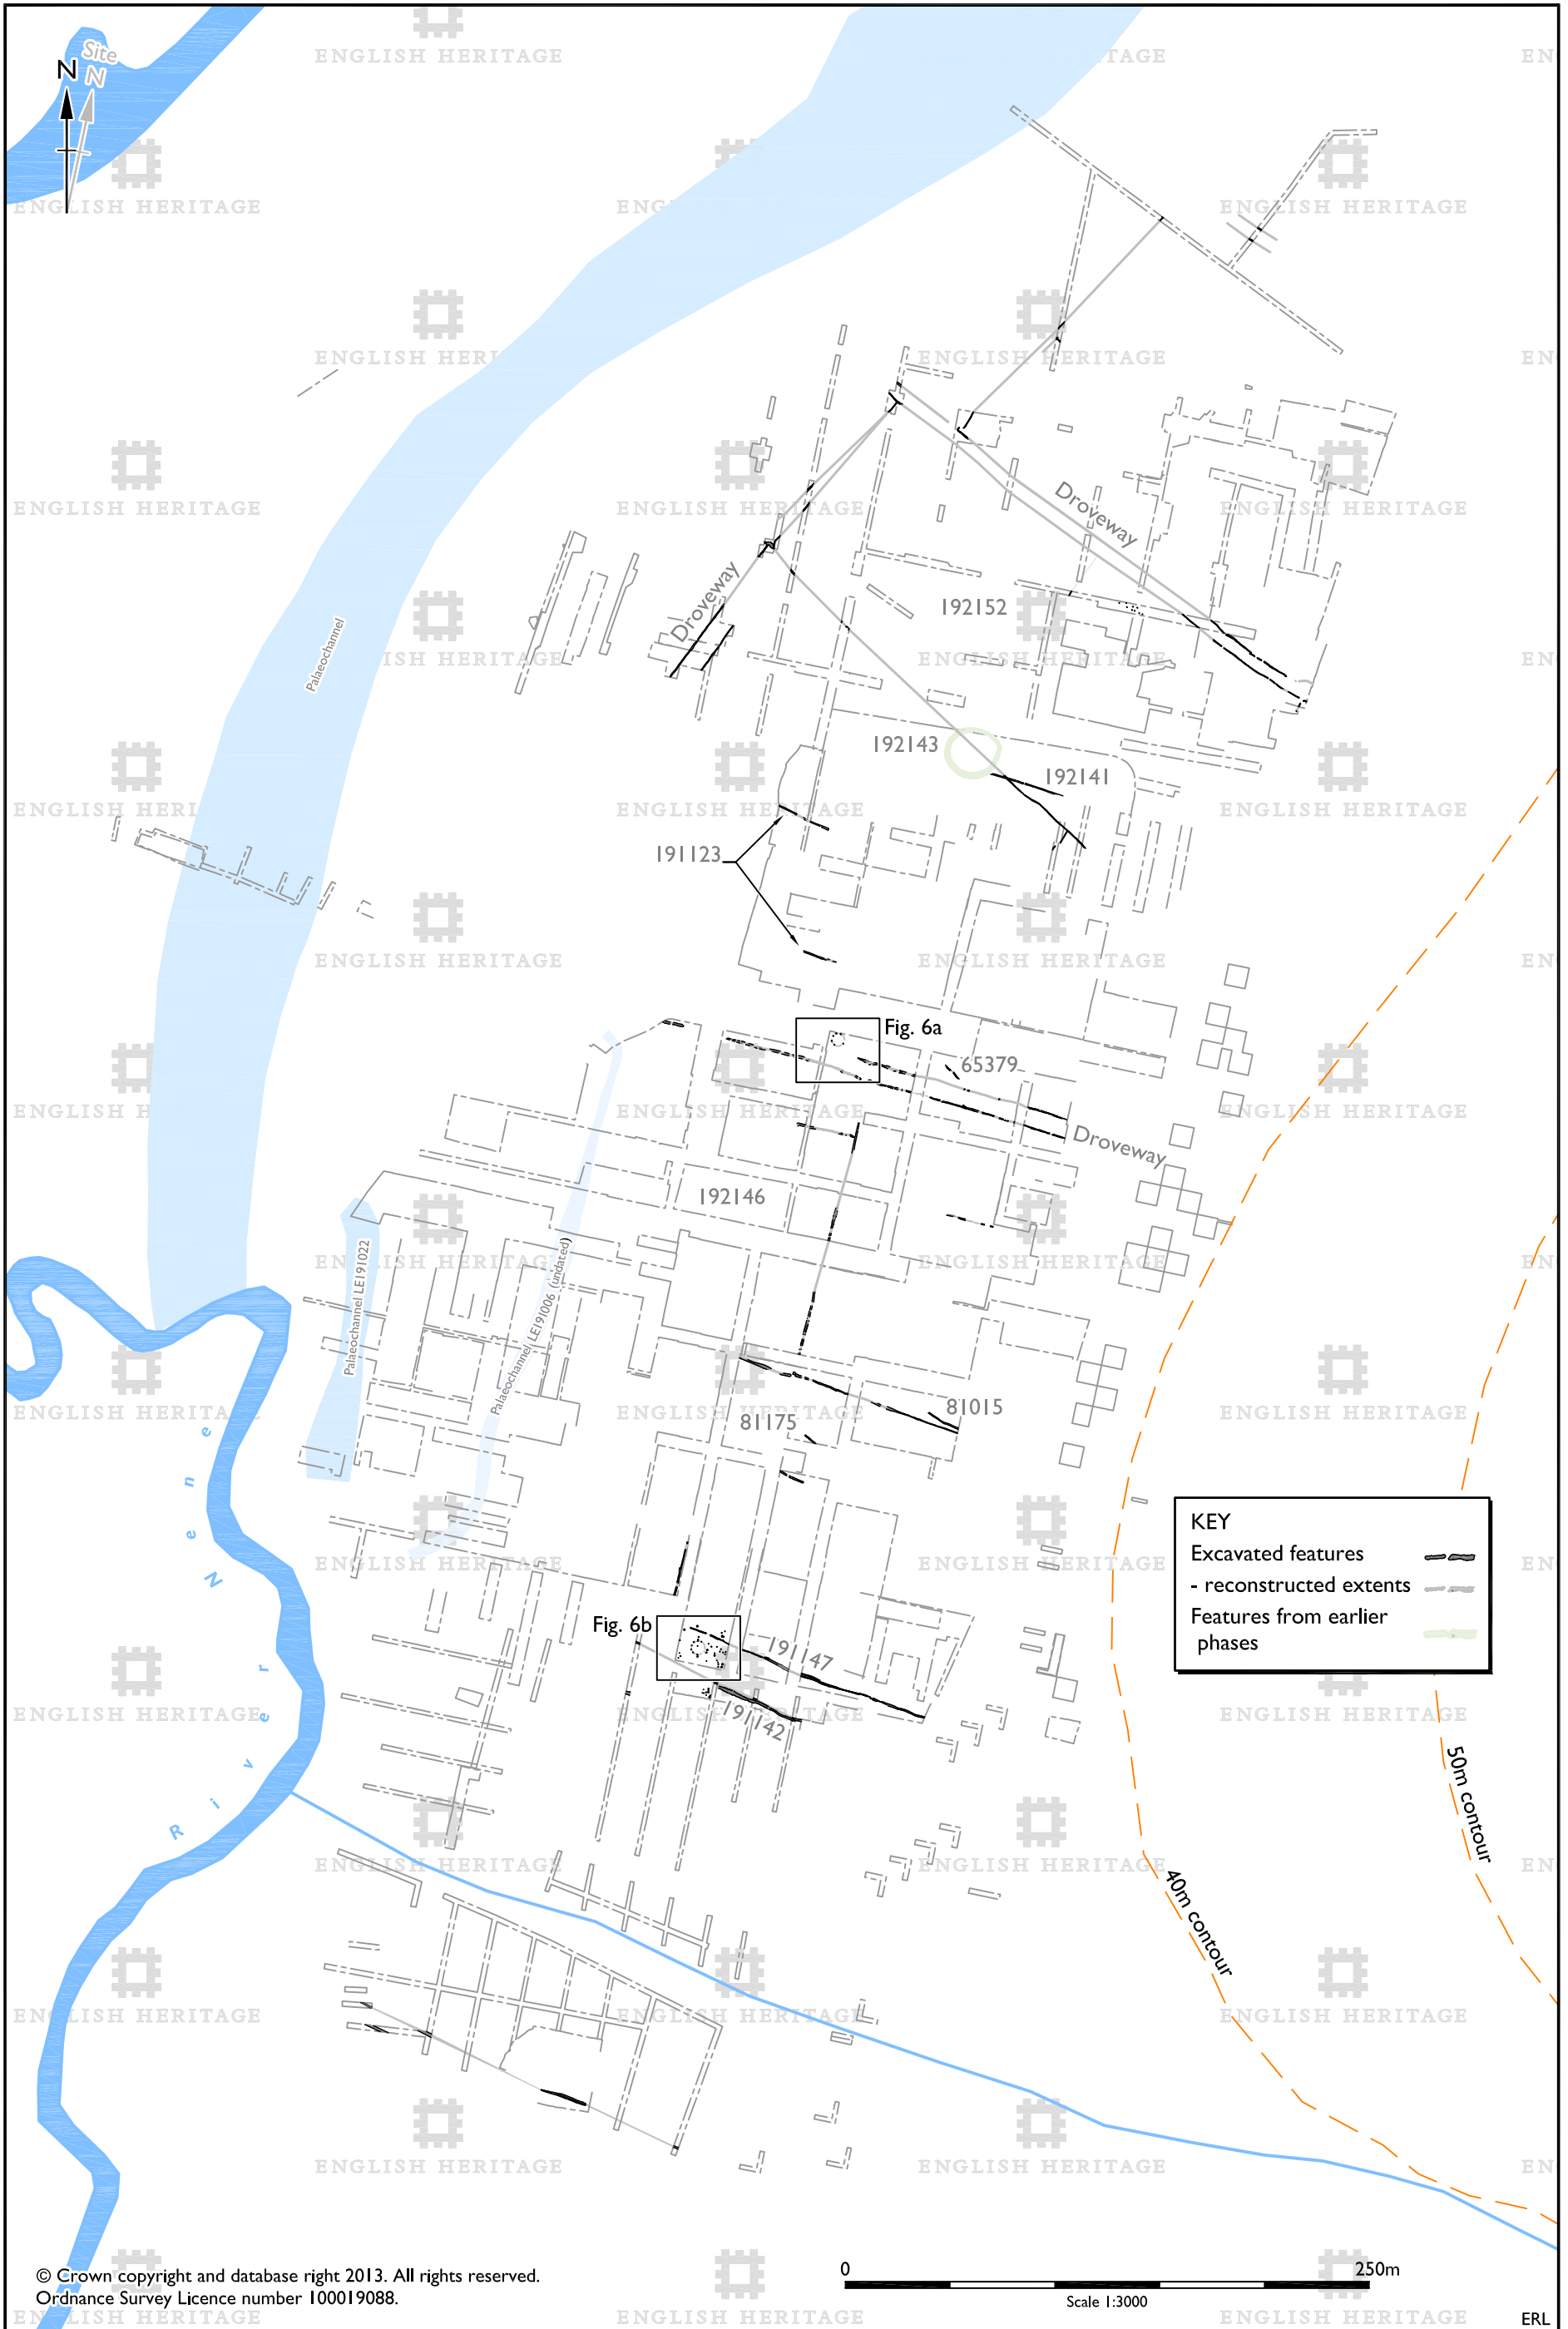 Site
N
N
Droveway
Droveway
192152
Palaeochannel
192143
192141
191123
Fig. 6a
65379
Droveway
192146
Palaeochannel LE191022
Palaeochannel (LE191006 (undated)
81015
81175
River Nene
KEY
Excavated features
- reconstructed extents
Features from earlier
phases
Fig. 6b
191147
191142
50m contour
40m contour
© Crown copyright and database right 2013. All rights reserved.
Ordnance Survey Licence number 100019088.
0
250m
Scale 1:3000
ERL
ENGLISH HERITAGE